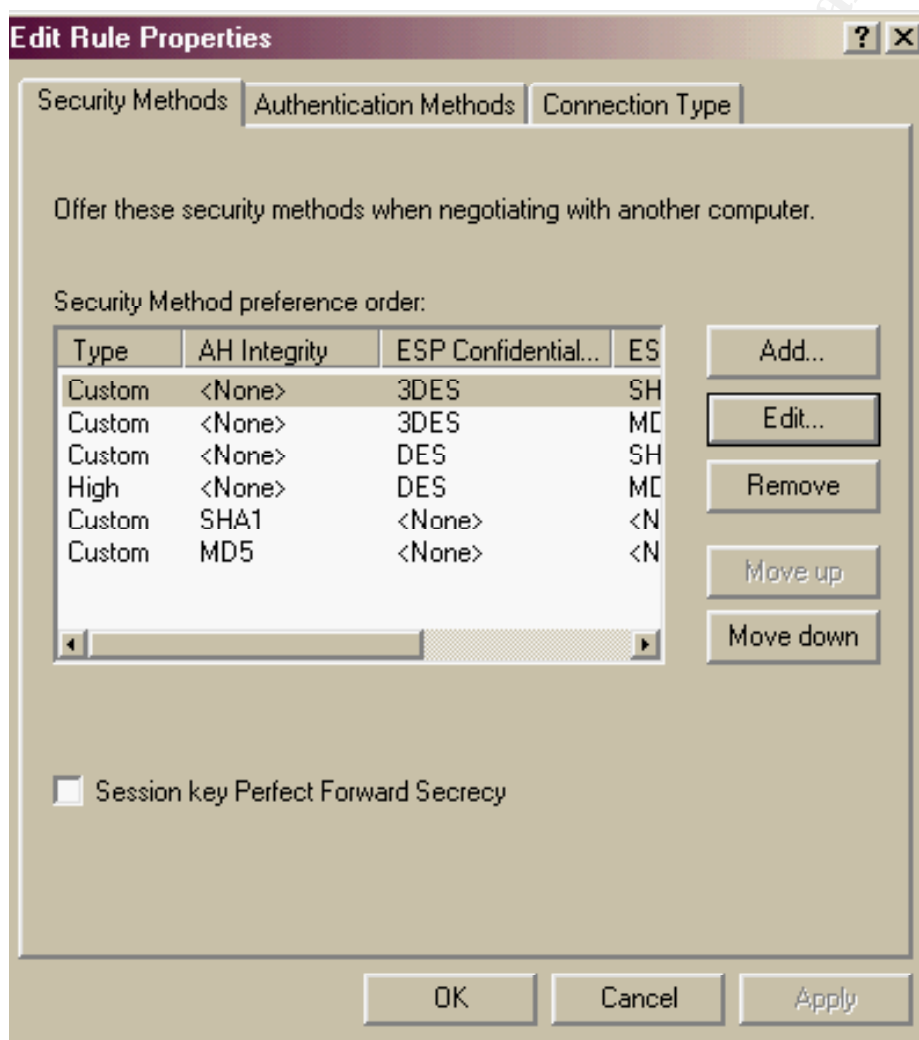 Edit Rule Properties
Security Methods Authentication Methods Connection Type
Offer these security methods when negotiating with another computer.
Security Method preference order:
Type AH Integrity ESP Confidential... ES
Custom <None> 3DES SH
Custom <None> 3DES MD
Custom <None> DES SH
High <None> DES MD
Custom SHA1 <None> <N
Custom MD5 <None> <N
Add...
Edit...
Remove
Move up
Move down
Session key Perfect Forward Secrecy
OK Cancel Apply